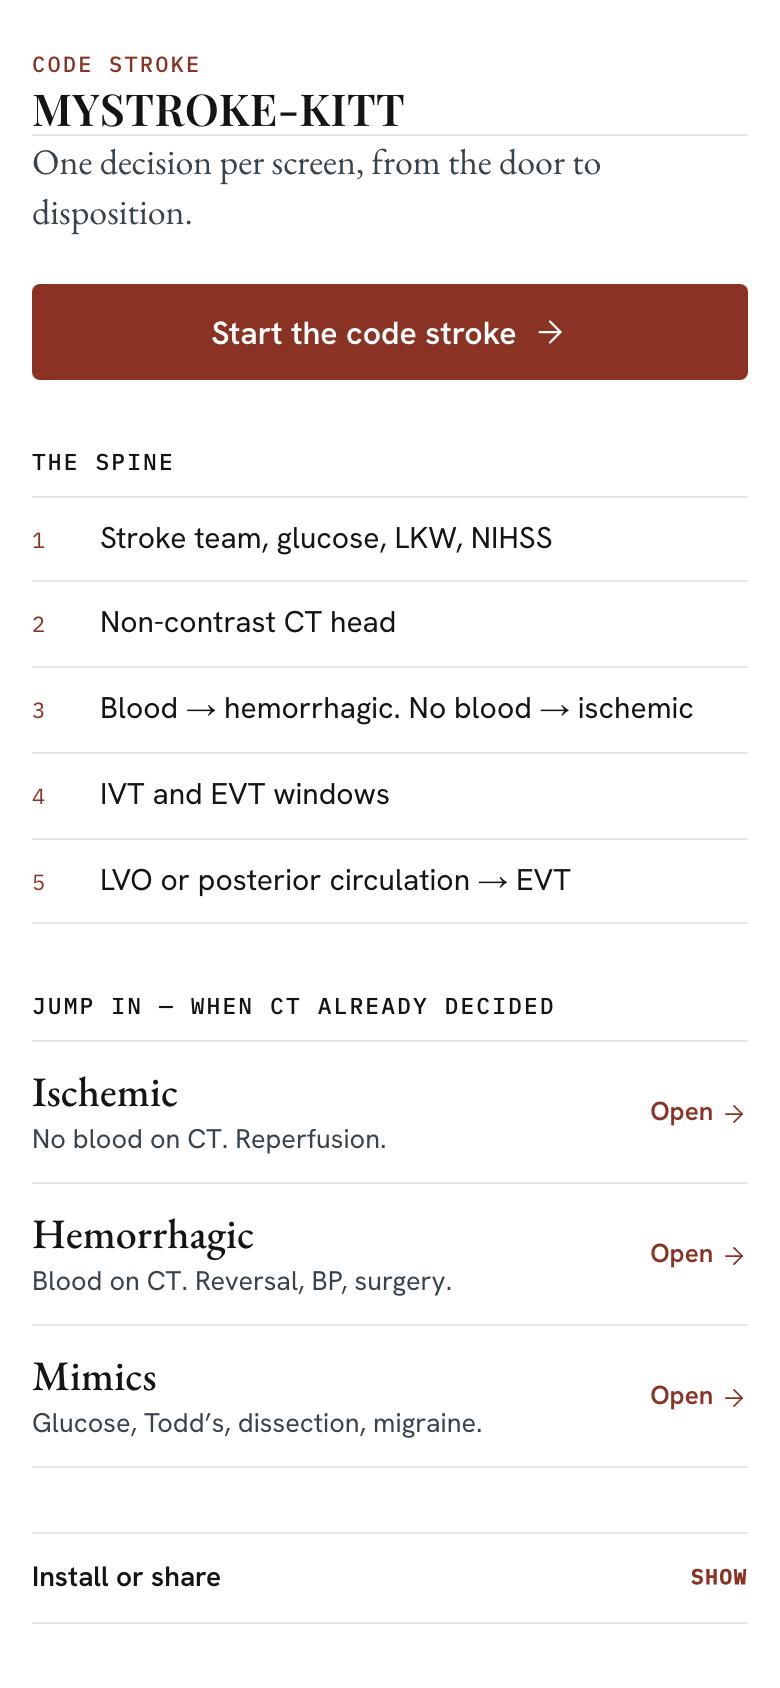 CODE STROKE
MYSTROKE-KITT
One decision per screen, from the door to
disposition.
Start the code stroke →
THE SPINE
1 Stroke team, glucose, LKW, NIHSS
2 Non-contrast CT head
3 Blood → hemorrhagic. No blood → ischemic
4 IVT and EVT windows
5 LVO or posterior circulation → EVT
JUMP IN — WHEN CT ALREADY DECIDED
Ischemic
No blood on CT. Reperfusion.
Open →
Hemorrhagic
Blood on CT. Reversal, BP, surgery.
Open →
Mimics
Glucose, Todd’s, dissection, migraine.
Open →
Install or share SHOW